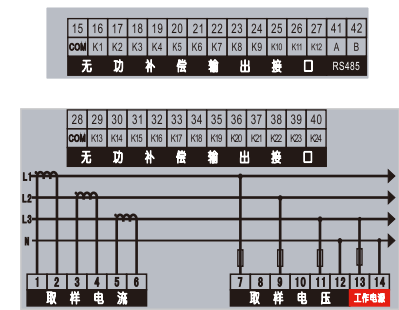 15 16 17 18 19 20 21 22 23 24 25 26 27 41 42
COM K1 K2 K3 K4 K5 K6 K7 K8 K9 K10 K11 K12 A B
无 功 补 偿 输 出 接 口 RS485
28 29 30 31 32 33 34 35 36 37 38 39 40
COM K13 K14 K15 K16 K17 K18 K19 K20 K21 K22 K23 K24
无 功 补 偿 输 出 接 口
L1
L2
L3
N
1 2 3 4 5 6 7 8 9 10 11 12 13 14
取 样 电 流 取 样 电 压 工作电源